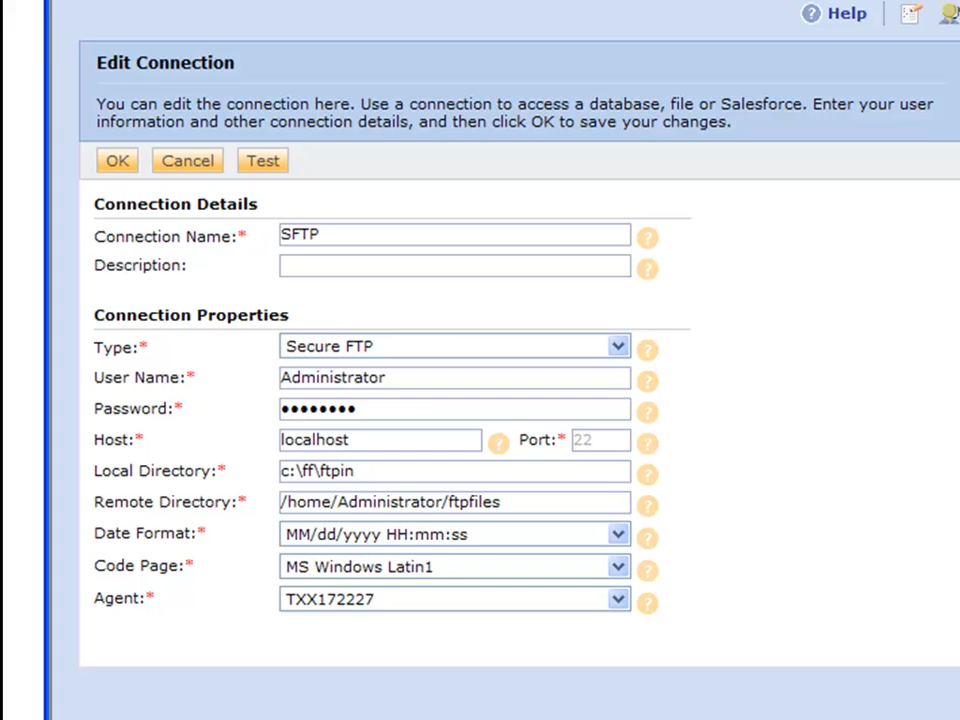 Help
Edit Connection
You can edit the connection here. Use a connection to access a database, file or Salesforce. Enter your user
information and other connection details, and then click OK to save your changes.
OK Cancel Test
Connection Details
Connection Name:* SFTP ?
Description: ?
Connection Properties
Type:* Secure FTP ?
User Name:* Administrator ?
Password:* •••••••• ?
Host:* localhost ? Port:* 22 ?
Local Directory:* c:\ff\ftpin ?
Remote Directory:* /home/Administrator/ftpfiles ?
Date Format:* MM/dd/yyyy HH:mm:ss ?
Code Page:* MS Windows Latin1 ?
Agent:* TXX172227 ?